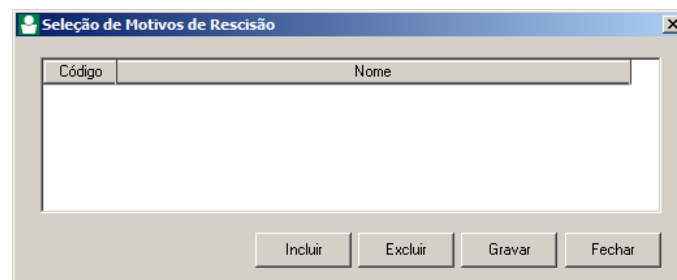 Seleção de Motivos de Rescisão
Código Nome
Incluir Excluir Gravar Fechar